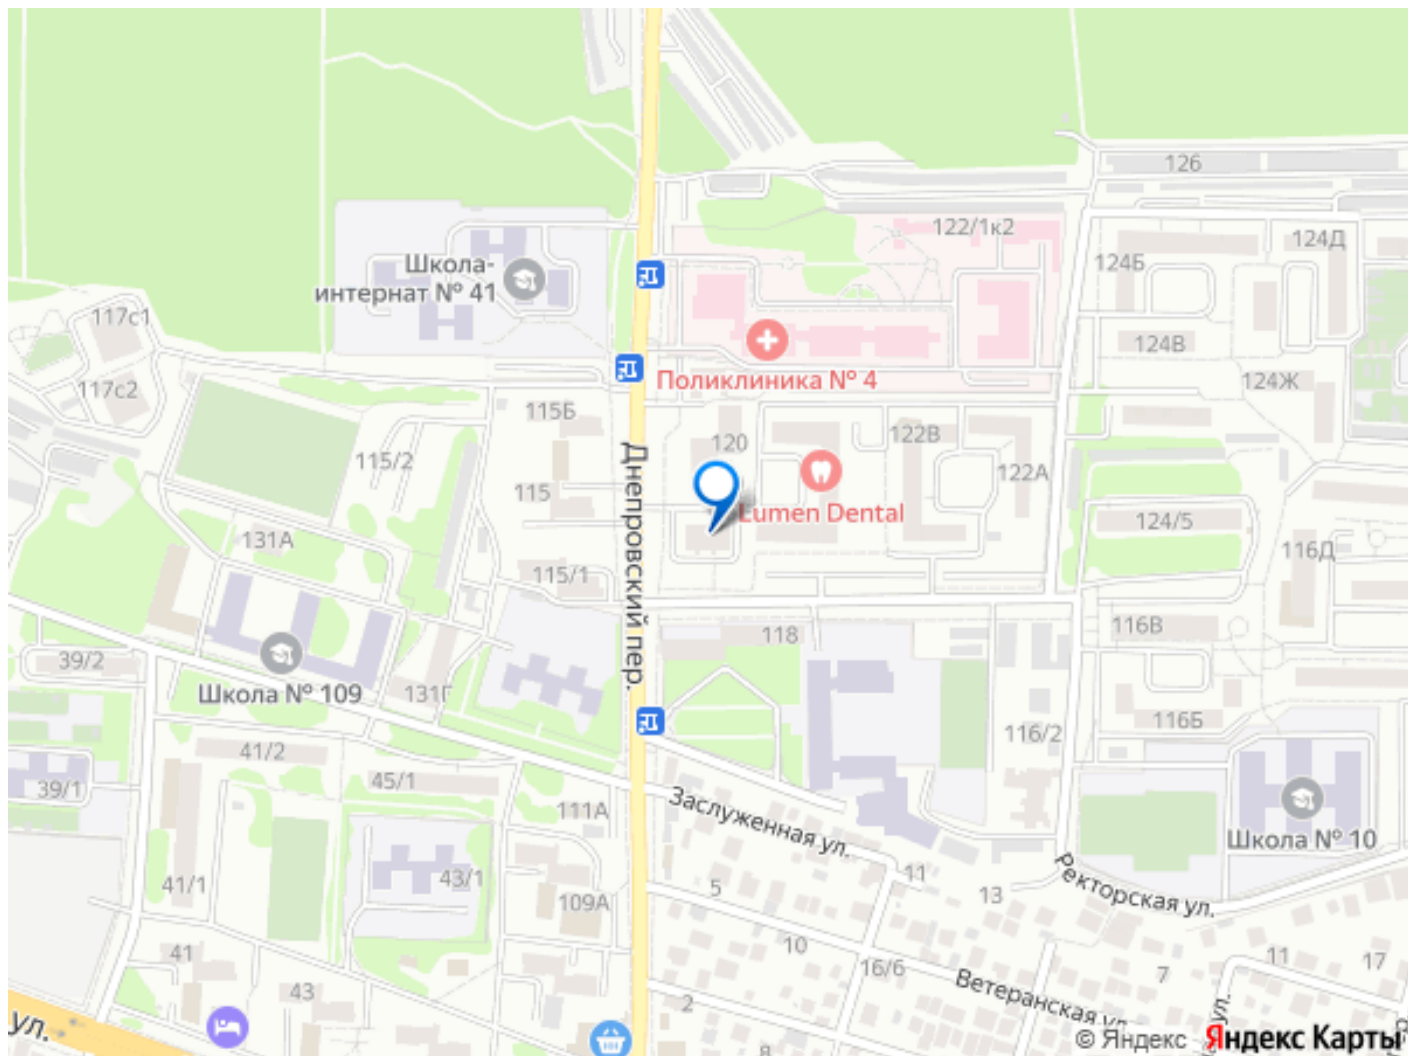 126
122/1к2
124Д
Школа-
интернат № 41
124Б
117с1
124В
Поликлиника № 4
117с2
124Ж
115Б
120
122В
115/2
122А
115
Lumen Dental
124/5
131А
116Д
115/1
Днепровский пер.
118
116В
39/2
Школа № 109
131Г
116Б
116/2
41/2
45/1
39/1
111А
Заслуженная ул.
Школа № 10
41/1
43/1
5
11
13
Ректорская ул.
109А
10
41
16/6
7
11
17
43
2
Ветеранская ул.
ул.
ул.
8
© Яндекс Яндекс Карты